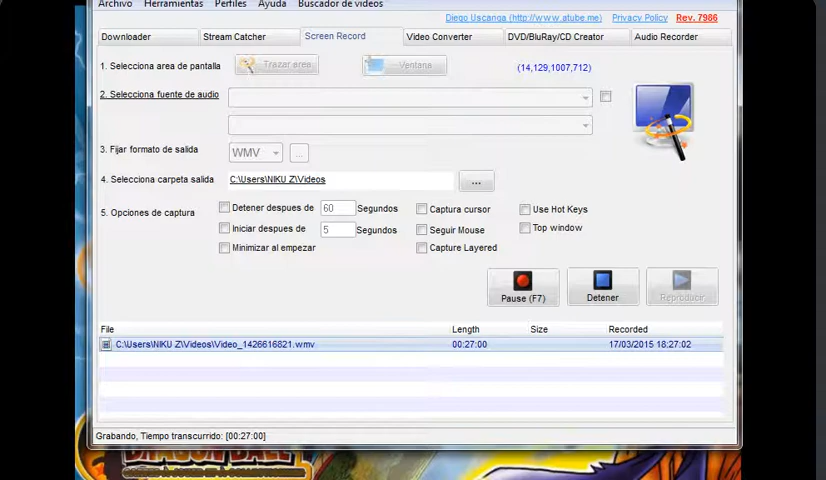 Archivo Herramientas Perfiles Ayuda Buscador de videos
Diego Uscanga (http://www.atube.me) Privacy Policy Rev. 7986
Downloader Stream Catcher Screen Record Video Converter DVD/BluRay/CD Creator Audio Recorder
1. Selecciona area de pantalla Trazar area Ventana (14,129,1007,712)
2. Selecciona fuente de audio
3. Fijar formato de salida WMV ...
4. Selecciona carpeta salida C:\Users\NIKU Z\Videos ...
5. Opciones de captura
Detener despues de 60 Segundos Captura cursor Use Hot Keys
Iniciar despues de 5 Segundos Seguir Mouse Top window
Minimizar al empezar Capture Layered
Pause (F7) Detener Reproducir
File Length Size Recorded
C:\Users\NIKU Z\Videos\Video_1426616821.wmv 00:27:00 17/03/2015 18:27:02
Grabando, Tiempo transcurrido: [00:27:00]
DRAGON BALL